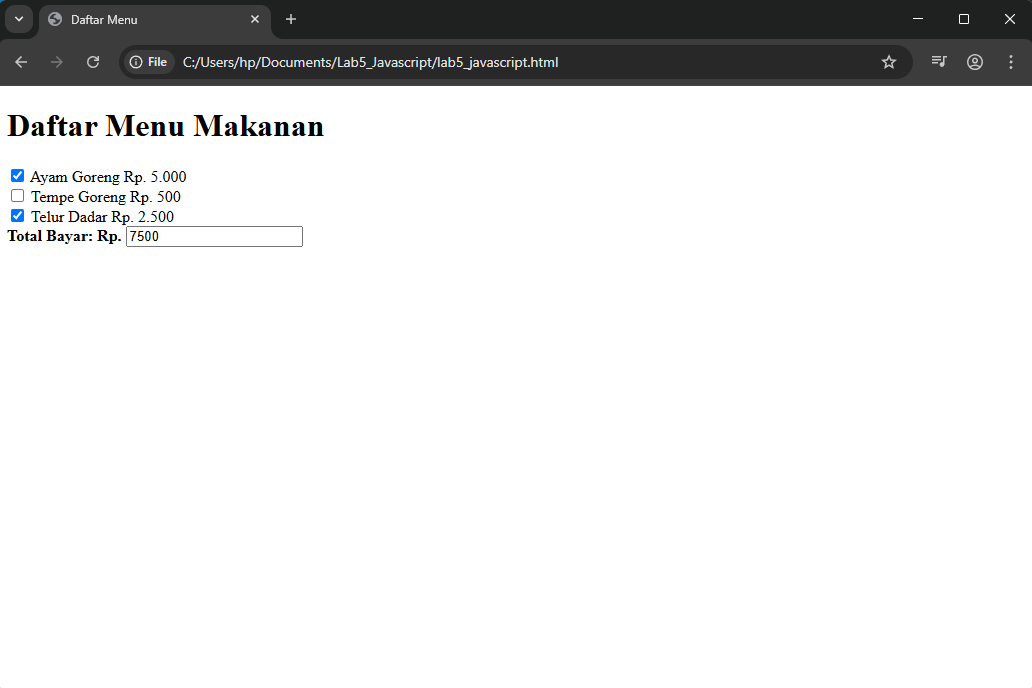 Daftar Menu
File C:/Users/hp/Documents/Lab5_Javascript/lab5_javascript.html
Daftar Menu Makanan
Ayam Goreng Rp. 5.000
Tempe Goreng Rp. 500
Telur Dadar Rp. 2.500
Total Bayar: Rp. 7500